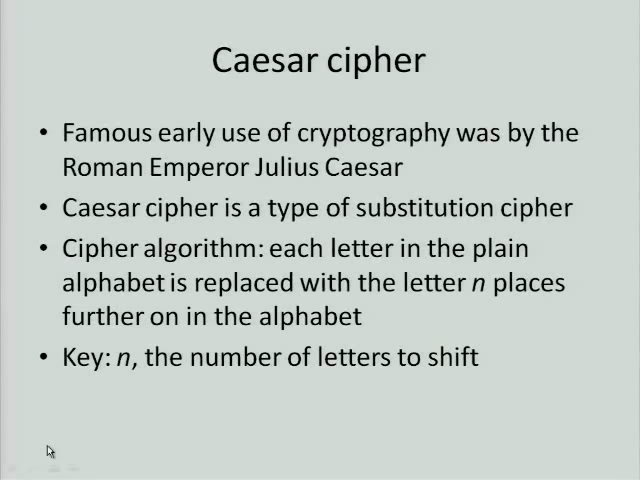 Caesar cipher
• Famous early use of cryptography was by the
Roman Emperor Julius Caesar
• Caesar cipher is a type of substitution cipher
• Cipher algorithm: each letter in the plain
alphabet is replaced with the letter n places
further on in the alphabet
• Key: n, the number of letters to shift